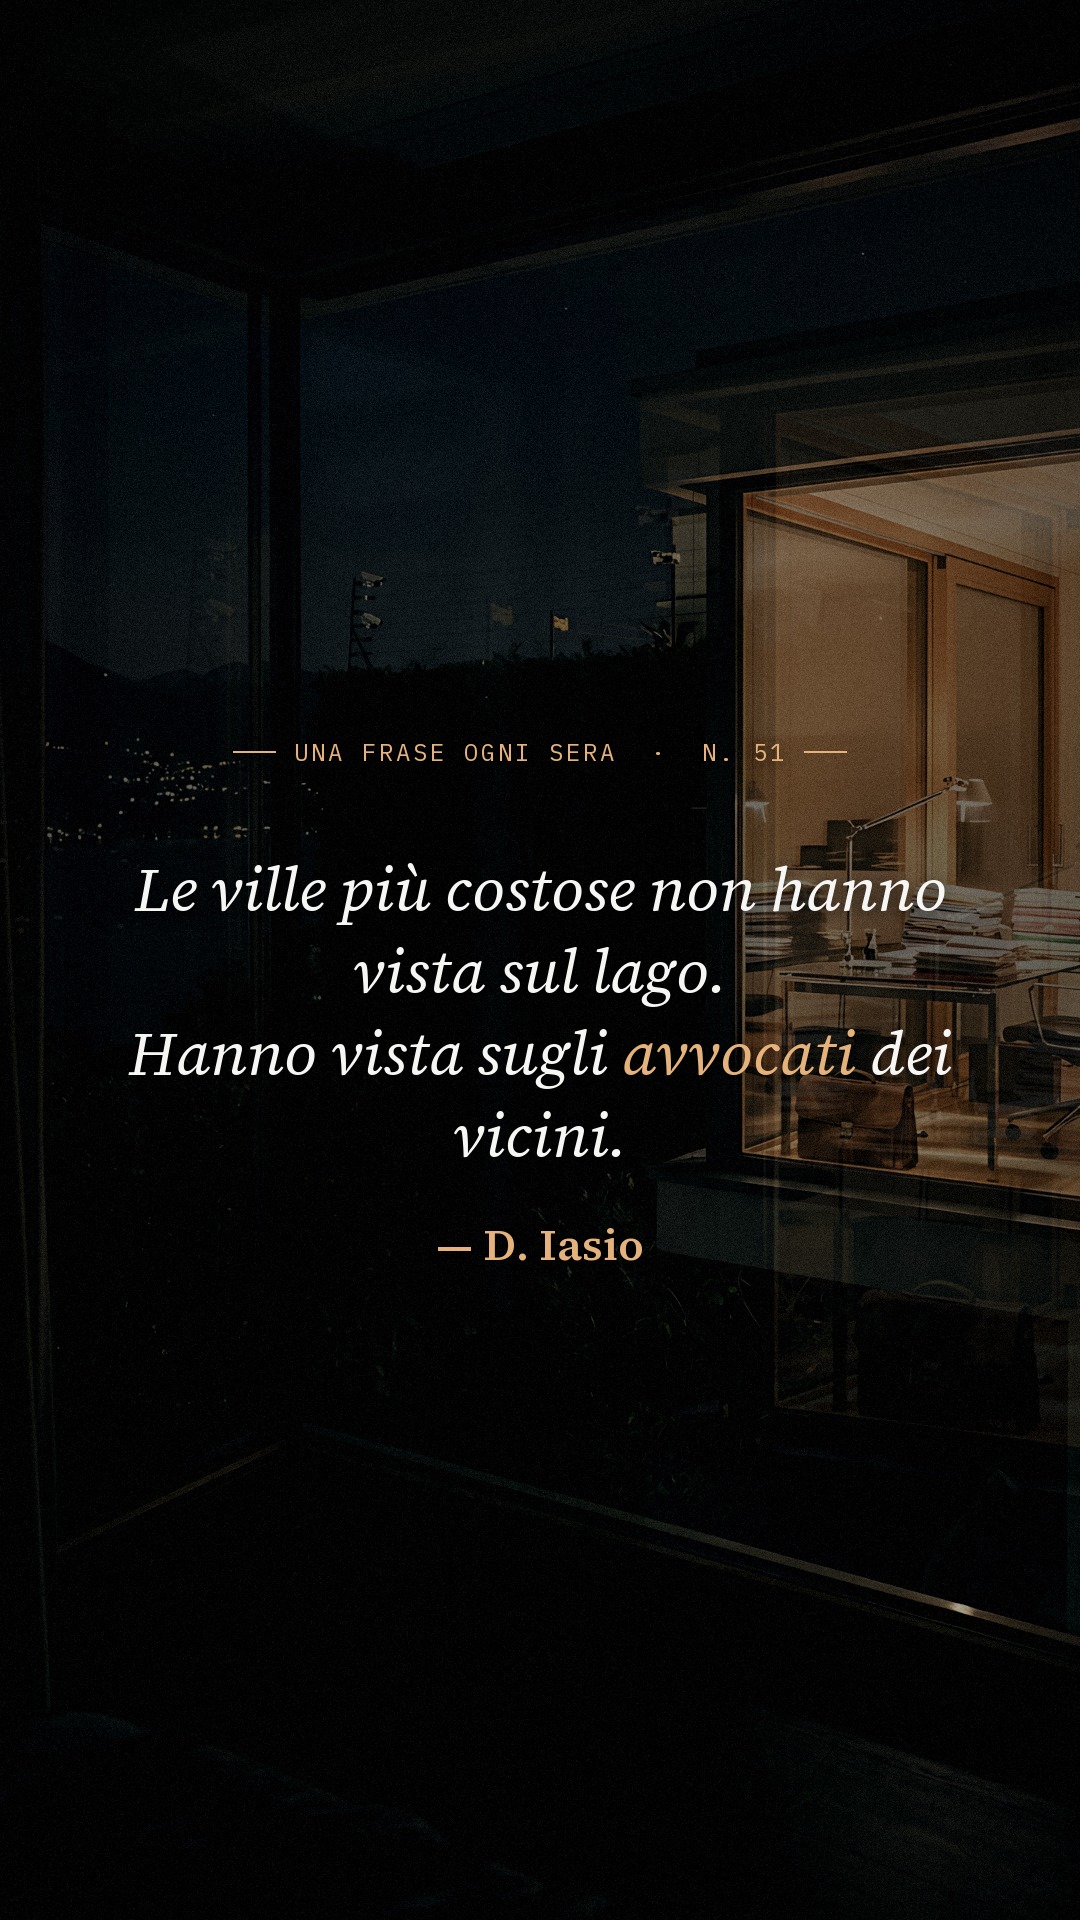 UNA FRASE OGNI SERA · N. 51
Le ville più costose non hanno
vista sul lago.
Hanno vista sugli avvocati dei
vicini.
— D. Iasio